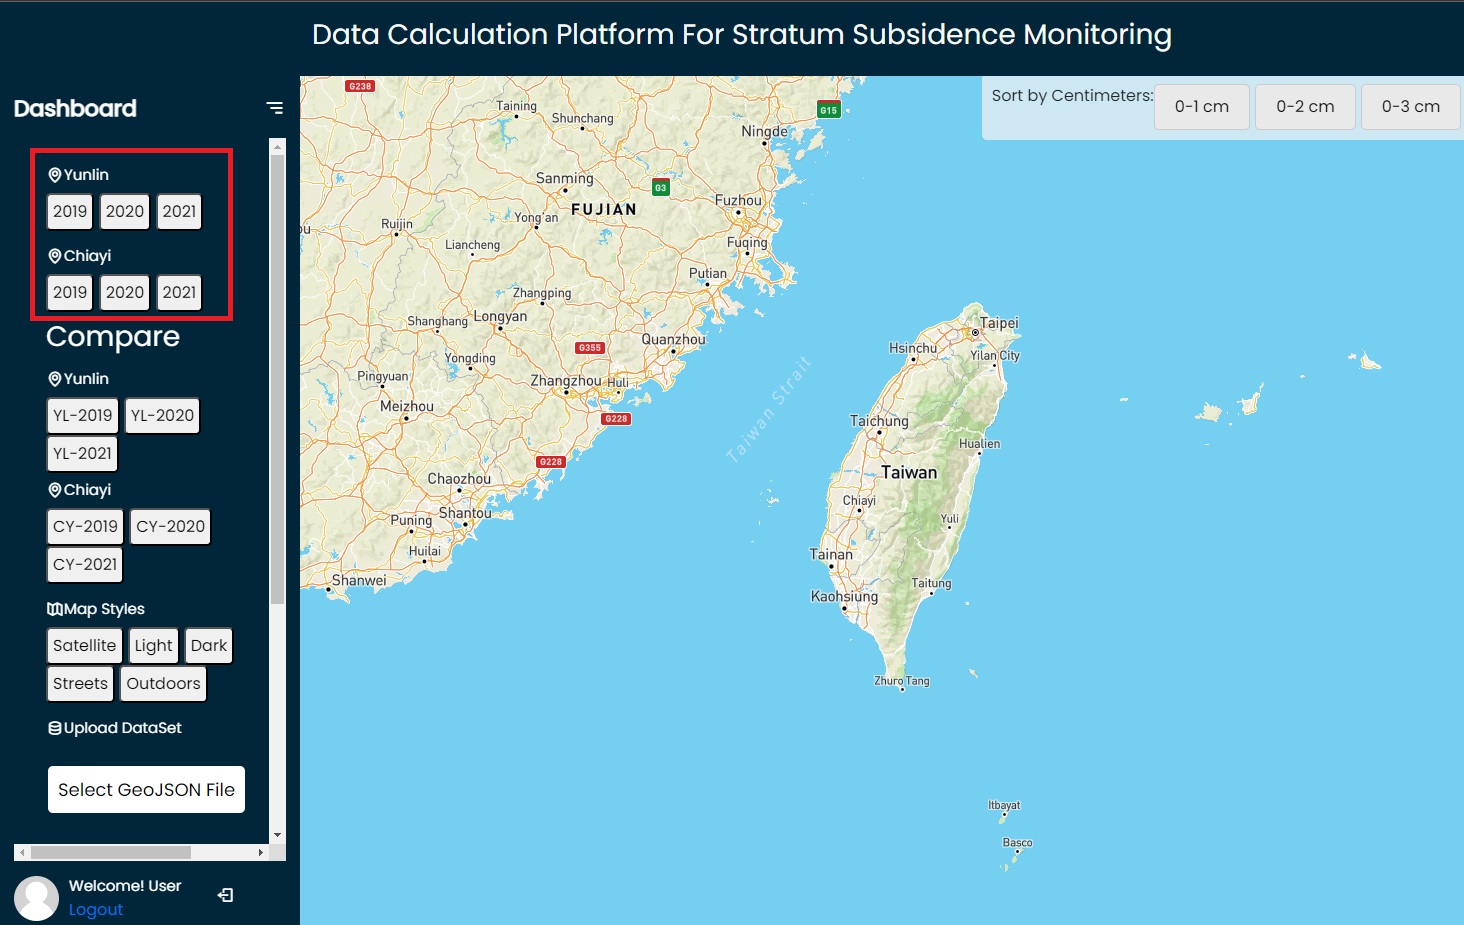 Data Calculation Platform For Stratum Subsidence Monitoring
Dashboard
Yunlin
2019 2020 2021
Chiayi
2019 2020 2021
Compare
Yunlin
YL-2019 YL-2020
YL-2021
Chiayi
CY-2019 CY-2020
CY-2021
Map Styles
Satellite Light Dark
Streets Outdoors
Upload DataSet
Select GeoJSON File
Welcome! User
Logout
Sort by Centimeters: 0-1 cm 0-2 cm 0-3 cm
G238
Taining
G15
Shunchang
Ningde
Sanming
G3
Fuzhou
FUJIAN
Yong'an
Ruijin
Liancheng
Fuqing
Putian
Zhangping
Shanghang
Longyan
Quanzhou
G355
Yongding
Pingyuan
Zhangzhou
Huli
Meizhou
G228
G228
Chaozhou
Puning
Shantou
Huilai
Shanwei
Taiwan Strait
Taipei
Hsinchu
Yilan City
Taichung
Hualien
Taiwan
Chiayi
Yuli
Tainan
Taitung
Kaohsiung
Zhuro Tang
Itbayat
Basco